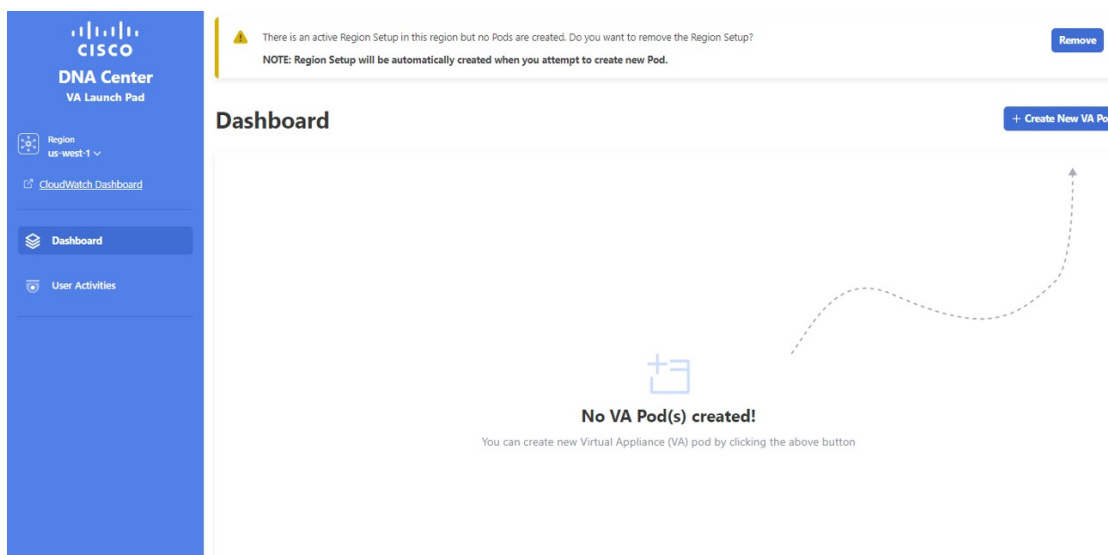 CISCO
DNA Center
VA Launch Pad
Region
us-west-1
CloudWatch Dashboard
Dashboard
User Activities
There is an active Region Setup in this region but no Pods are created. Do you want to remove the Region Setup?
NOTE: Region Setup will be automatically created when you attempt to create new Pod.
Remove
Dashboard
+ Create New VA Po
No VA Pod(s) created!
You can create new Virtual Appliance (VA) pod by clicking the above button